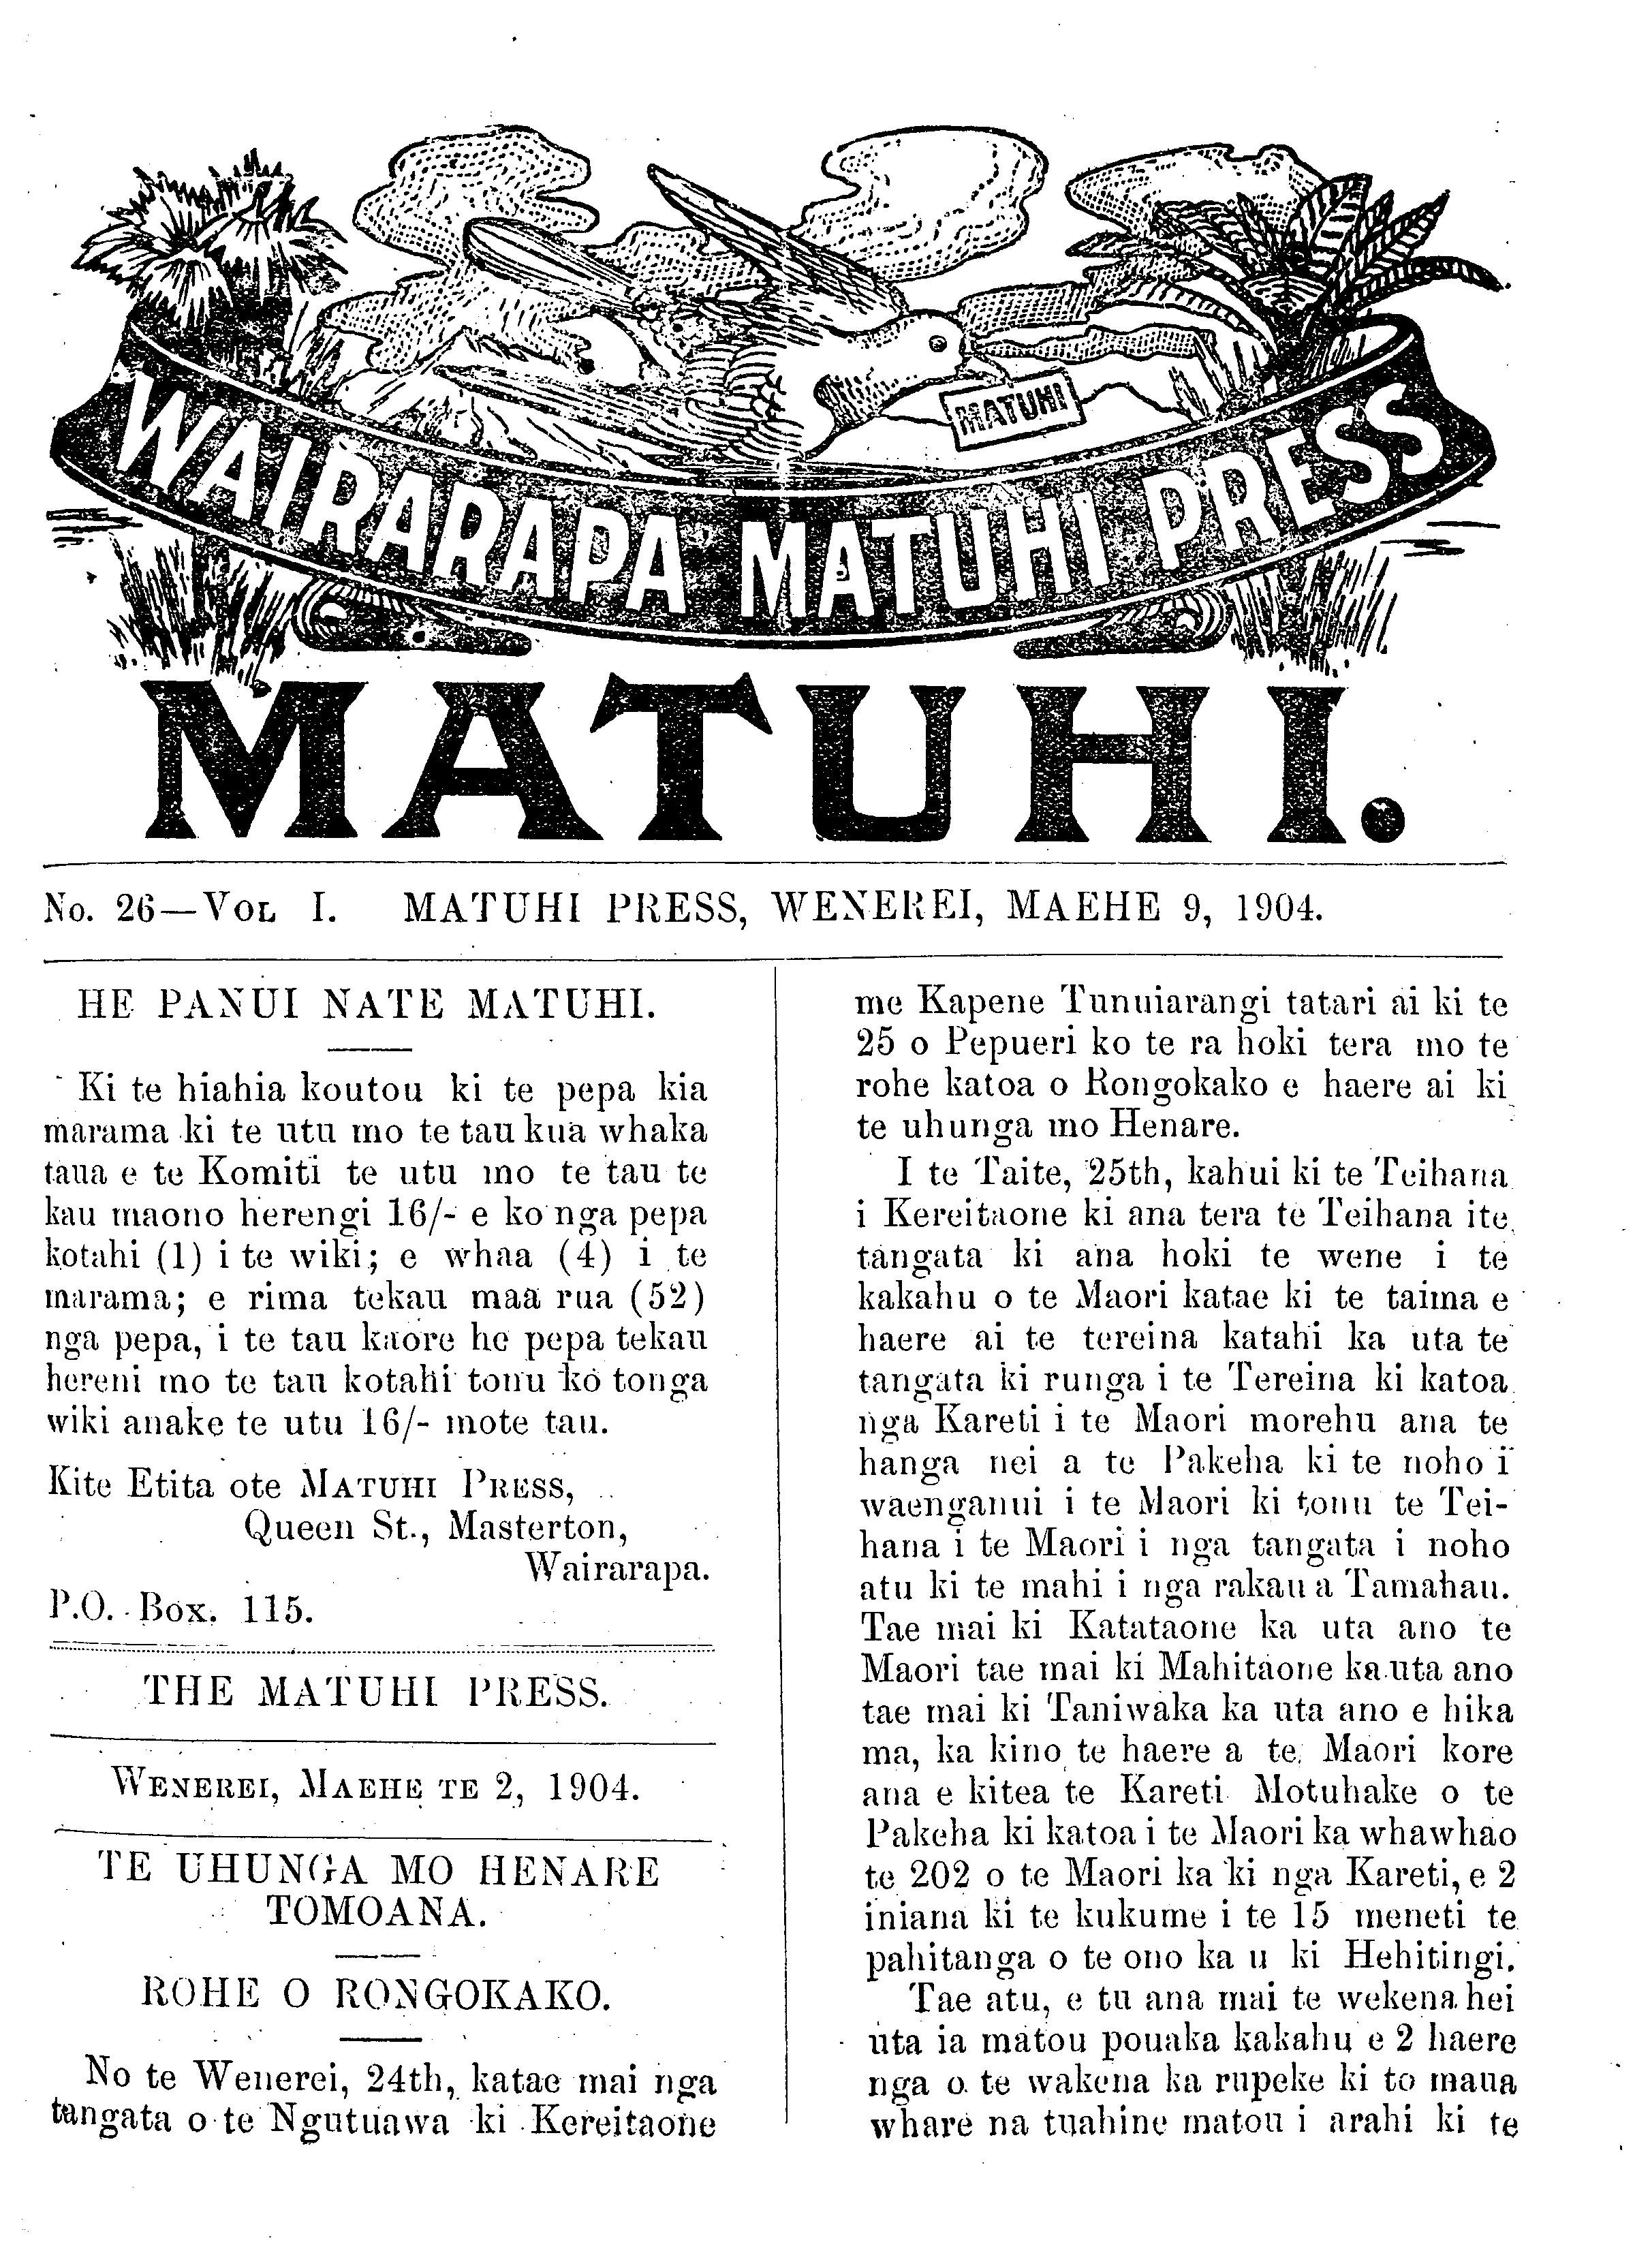 MATUHI
WAIRARAPA MATUHI PRESS
MATUHI.
No. 26—VOL I. MATUHI PRESS, WENEREI, MAEHE 9, 1904.
HE PANUI NATE MATUHI.
Ki te hiahia koutou ki te pepa kia
marama ki te utu mo te tau kua whaka
taua e te Komiti te utu mo te tau te
kau maono herengi 16/- e ko nga pepa
kotahi (1) i te wiki; e whaa (4) i te
marama; e rima tekau maa rua (52)
nga pepa, i te tau kaore he pepa tekau
hereni mo te tau kotahi tonu ko tonga
wiki anake te utu 16/- mote tau.
Kite Etita ote MATUHI PRESS,
Queen St., Masterton,
Wairarapa.
P.O. Box. 115.
THE MATUHI PRESS.
WENEREI, MAEHE TE 2, 1904.
TE UHUNGA MO HENARE
TOMOANA.
ROHE O RONGOKAKO.
No te Wenerei, 24th, katae mai nga
tangata o te Ngutuawa ki Kereitaone
me Kapene Tunuiarangi tatari ai ki te
25 o Pepueri ko te ra hoki tera mo te
rohe katoa o Rongokako e haere ai ki
te uhunga mo Henare.
I te Taite, 25th, kahui ki te Teihana
i Kereitaone ki ana tera te Teihana ite
tangata ki ana hoki te wene i te
kakahu o te Maori katae ki te taima e
haere ai te tereina katahi ka uta te
tangata ki runga i te Tereina ki katoa
nga Kareti i te Maori morehu ana te
hanga nei a te Pakeha ki te noho i
waenganui i te Maori ki tonu te Tei-
hana i te Maori i nga tangata i noho
atu ki te mahi i nga rakau a Tamahau.
Tae mai ki Katataone ka uta ano te
Maori tae mai ki Mahitaone ka uta ano
tae mai ki Taniwaka ka uta ano e hika
ma, ka kino te haere a te Maori kore
ana e kitea te Kareti Motuhake o te
Pakeha ki katoa i te Maori ka whawhao
te 202 o te Maori ka ki nga Kareti, e 2
iniana ki te kukume i te 15 meneti te
pahitanga o te ono ka u ki Hehitingi.
Tae atu, e tu ana mai te wekena hei
uta ia matou pouaka kakahu e 2 haere
nga o te wakena ka rupeke ki to maua
whare na tuahine matou i arahi ki te